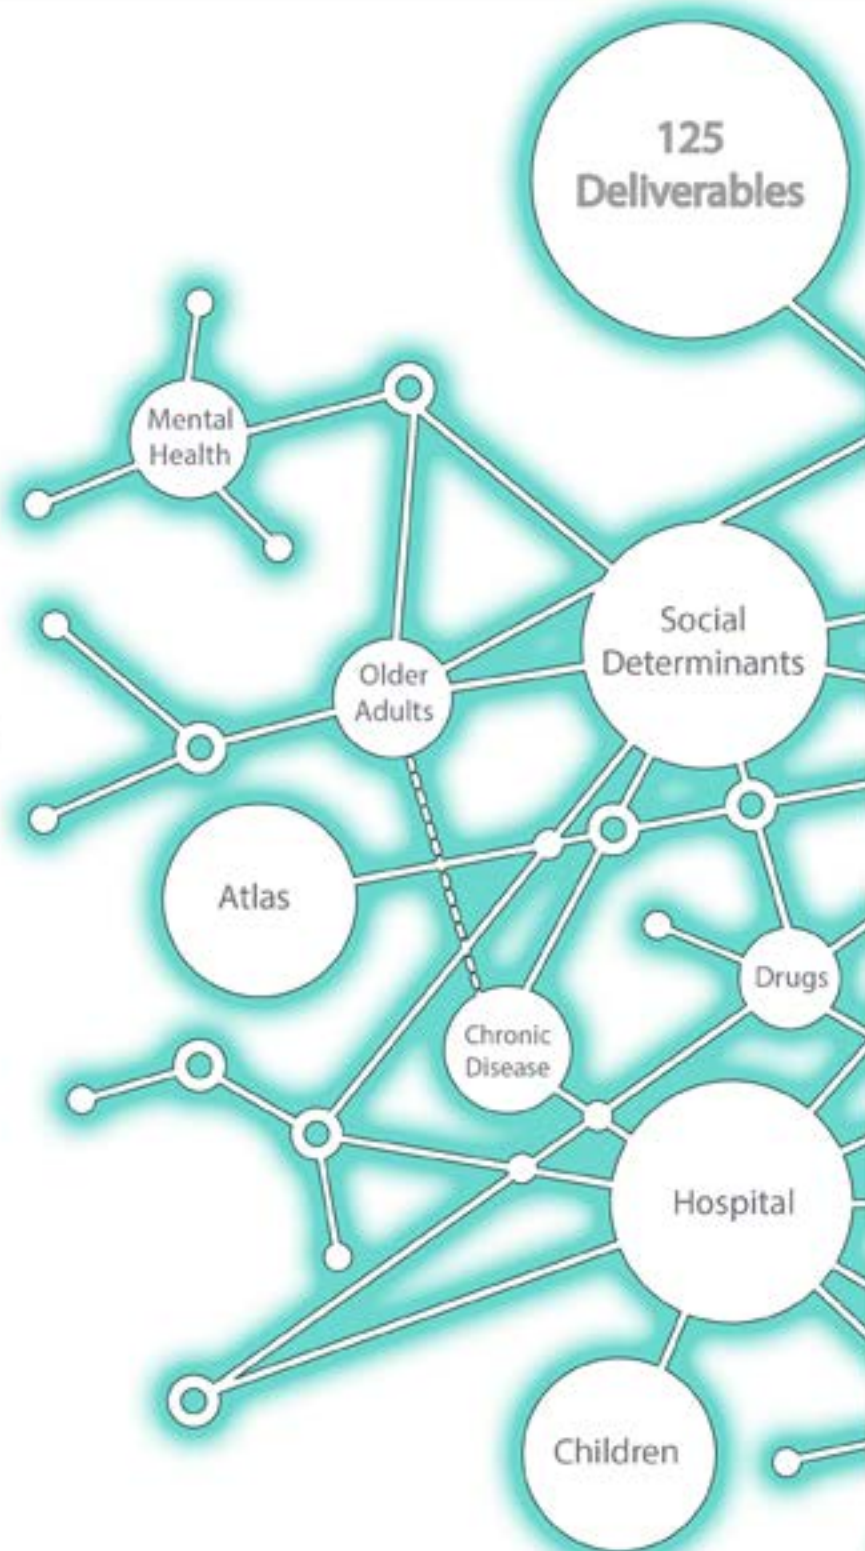 125
Deliverables
Mental
Health
Social
Determinants
Older
Adults
Atlas
Drugs
Chronic
Disease
Hospital
Children